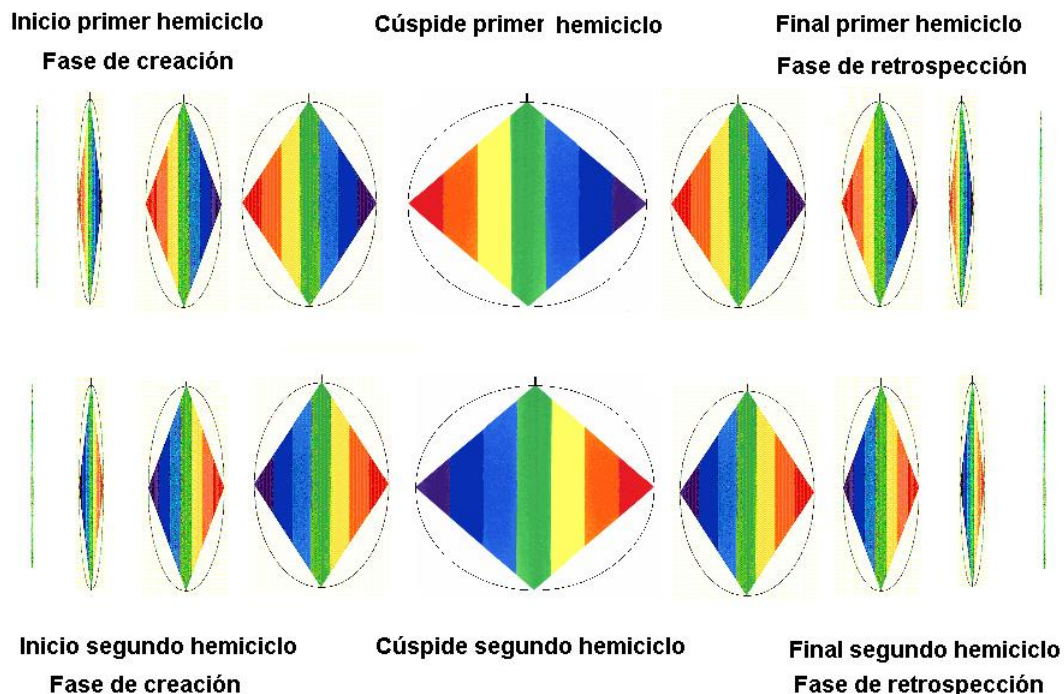 Inicio primer hemiciclo
Fase de creación
Cúspide primer hemiciclo
Final primer hemiciclo
Fase de retrospección
Inicio segundo hemiciclo
Fase de creación
Cúspide segundo hemiciclo
Final segundo hemiciclo
Fase de retrospección